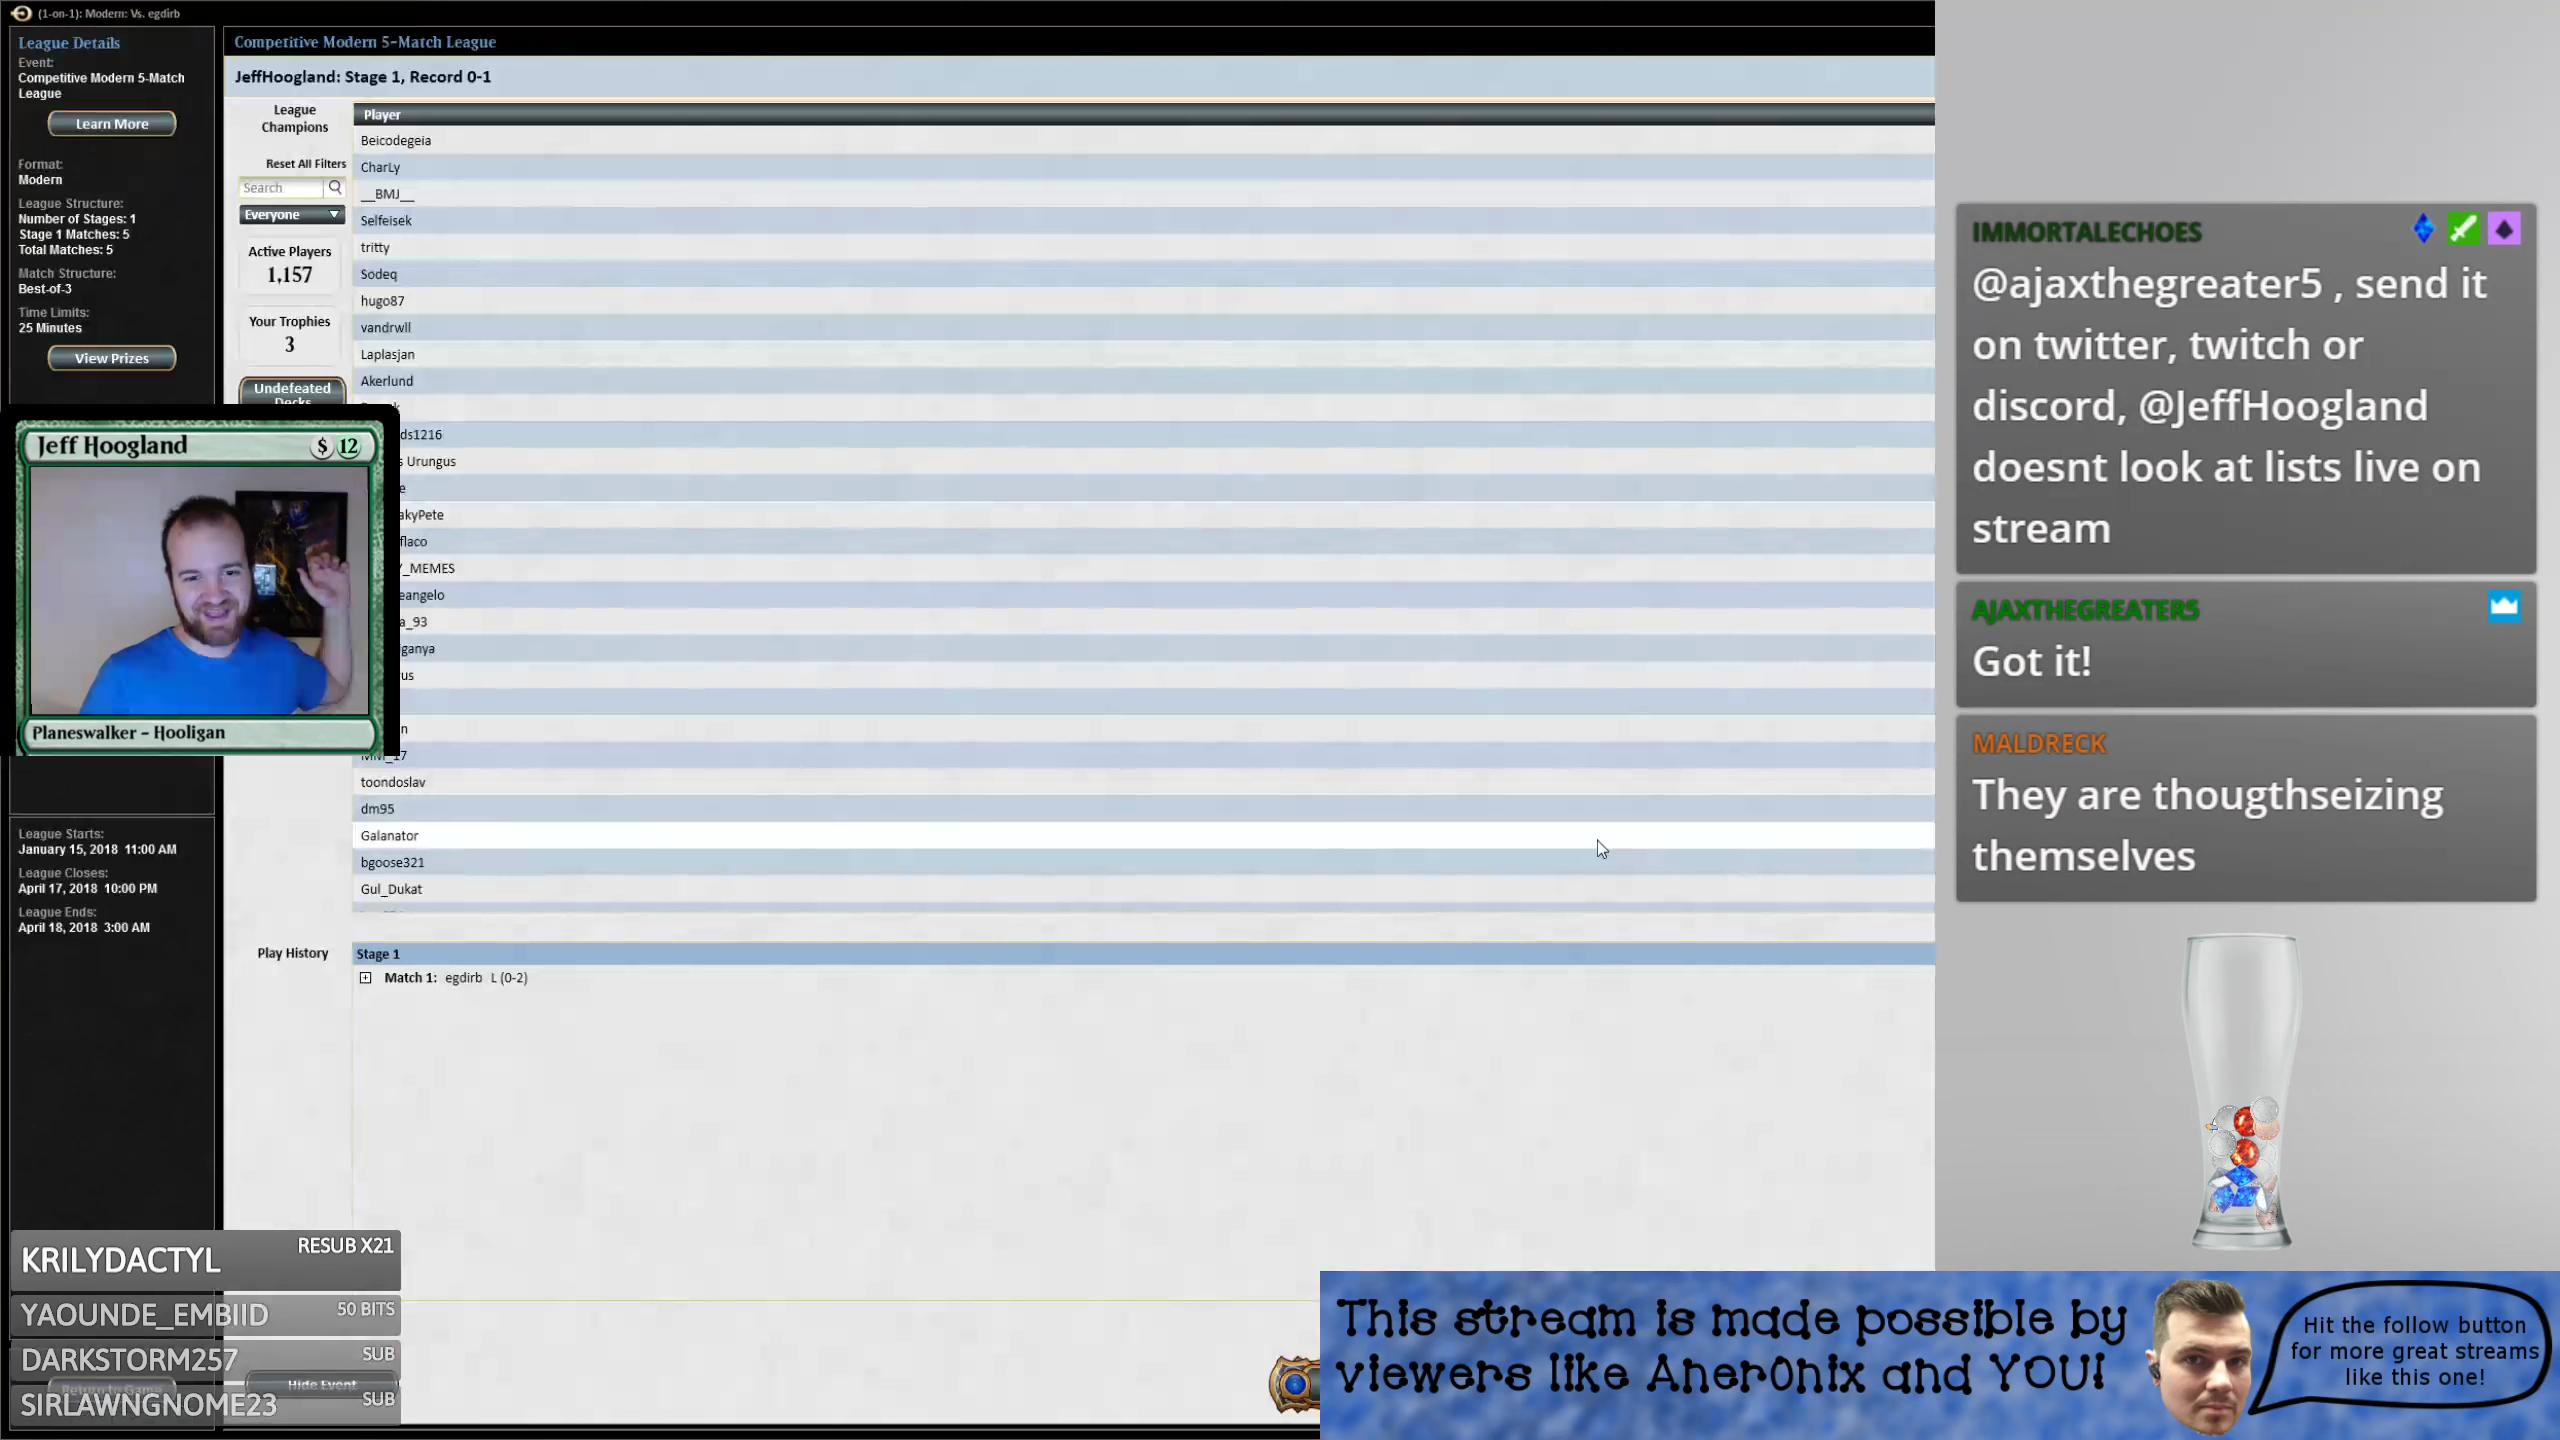 (1-on-1): Modern: Vs. egdirb
League Details
Event:
Competitive Modern 5-Match
League
Learn More
Format:
Modern
League Structure:
Number of Stages: 1
Stage 1 Matches: 5
Total Matches: 5
Match Structure:
Best-of-3
Time Limits:
25 Minutes
View Prizes
Competitive Modern 5-Match League
JeffHoogland: Stage 1, Record 0-1
League
Champions
Reset All Filters
Search
Everyone
Active Players
1,157
Your Trophies
3
Undefeated
Decks
Player
Beicodegeia
CharLy
__BMJ__
Selfeisek
tritty
Sodeq
hugo87
vandrwll
Laplasjan
Akerlund
k
ds1216
s Urungus
e
akyPete
flaco
_MEMES
eangelo
a_93
ganya
us
n
_17
toondoslav
dm95
Galanator
bgoose321
Gul_Dukat
Jeff Hoogland
$ 12
Planeswalker - Hooligan
League Starts:
January 15, 2018 11:00 AM
League Closes:
April 17, 2018 10:00 PM
League Ends:
April 18, 2018 3:00 AM
Play History
Stage 1
Match 1: egdirb L (0-2)
KRILYDACTYL RESUB X21
YAOUNDE_EMBIID 50 BITS
DARKSTORM257 SUB
Return to Game
Hide Event
SIRLAWNGNOME23 SUB
IMMORTALECHOES
@ajaxthegreater5 , send it
on twitter, twitch or
discord, @JeffHoogland
doesnt look at lists live on
stream
AJAXTHEGREATER5
Got it!
MALDRECK
They are thougthseizing
themselves
This stream is made possible by
viewers like Aner0nix and YOU!
Hit the follow button
for more great streams
like this one!